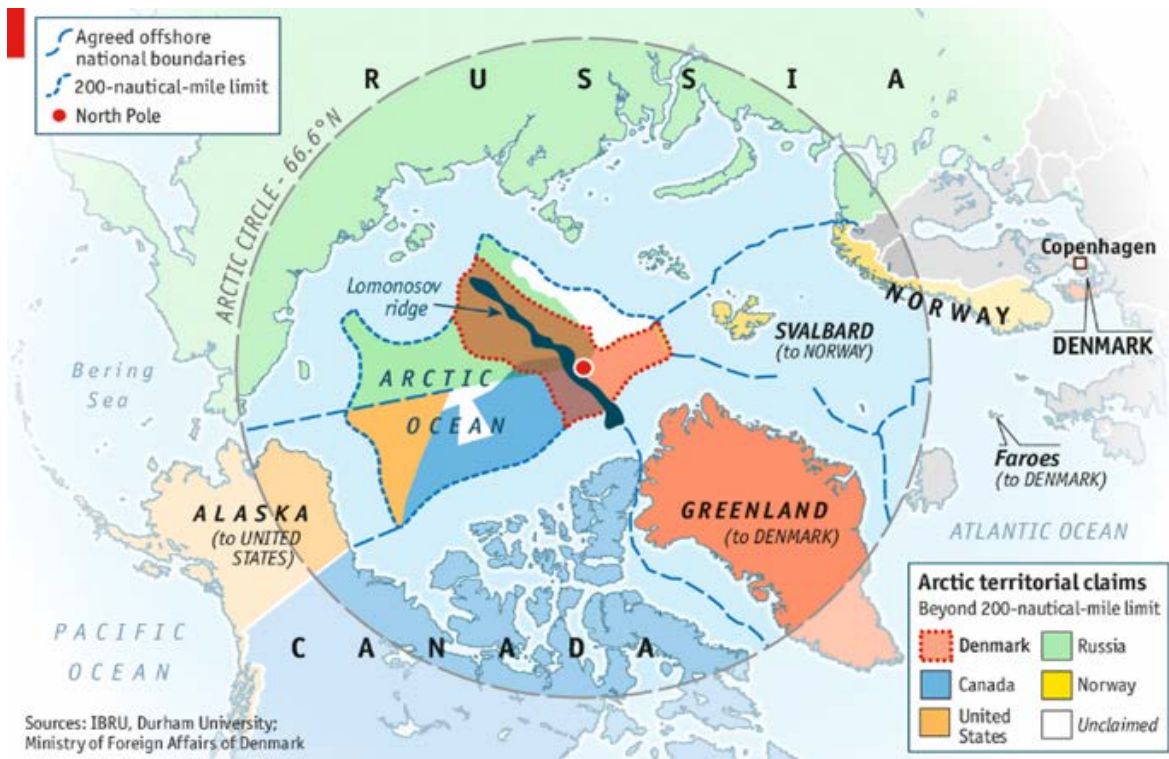 Agreed offshore
national boundaries
200-nautical-mile limit
North Pole
RUSSIA
ARCTIC CIRCLE - 66.6°N
Lomonosov
ridge
Copenhagen
NORWAY
SVALBARD
(to NORWAY)
DENMARK
Bering
Sea
ARCTIC
OCEAN
Faroes
(to DENMARK)
ALASKA
(to UNITED
STATES)
GREENLAND
(to DENMARK)
ATLANTIC OCEAN
PACIFIC
OCEAN
CANADA
Arctic territorial claims
Beyond 200-nautical-mile limit
Denmark
Russia
Canada
Norway
United
States
Unclaimed
Sources: IBRU, Durham University;
Ministry of Foreign Affairs of Denmark